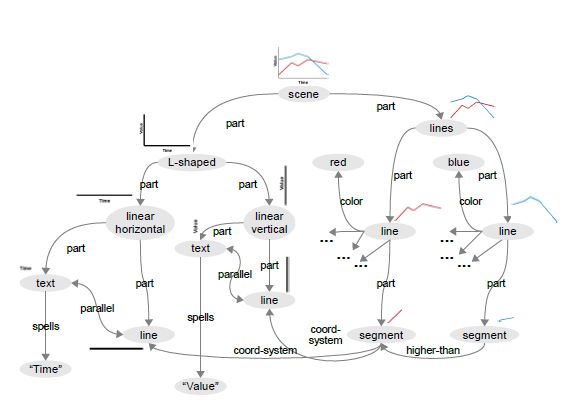 Value
Time
scene
part
part
lines
Value
Time
L-shaped
red
blue
part
part
part
part
Time
Value
color
color
linear
horizontal
Value
linear
vertical
part
part
line
line
text
...
...
...
...
...
...
Time
part
parallel
part
part
part
text
line
parallel
spells
spells
line
coord-
system
segment
segment
coord-system
higher-than
"Time"
"Value"